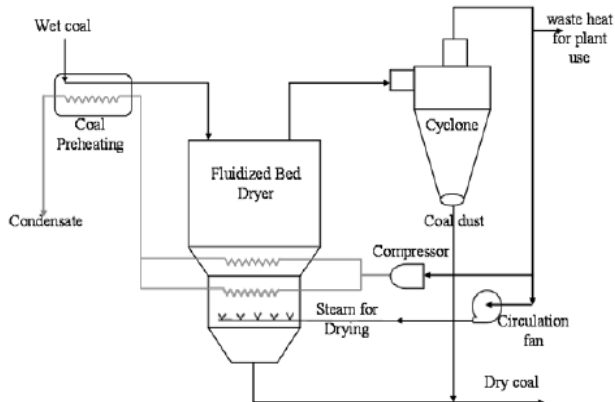 Wet coal
waste heat
for plant
use
Coal
Preheating
Cyclone
Fluidized Bed
Dryer
Condensate
Coal dust
Compressor
Steam for
Drying
Circulation
fan
Dry coal